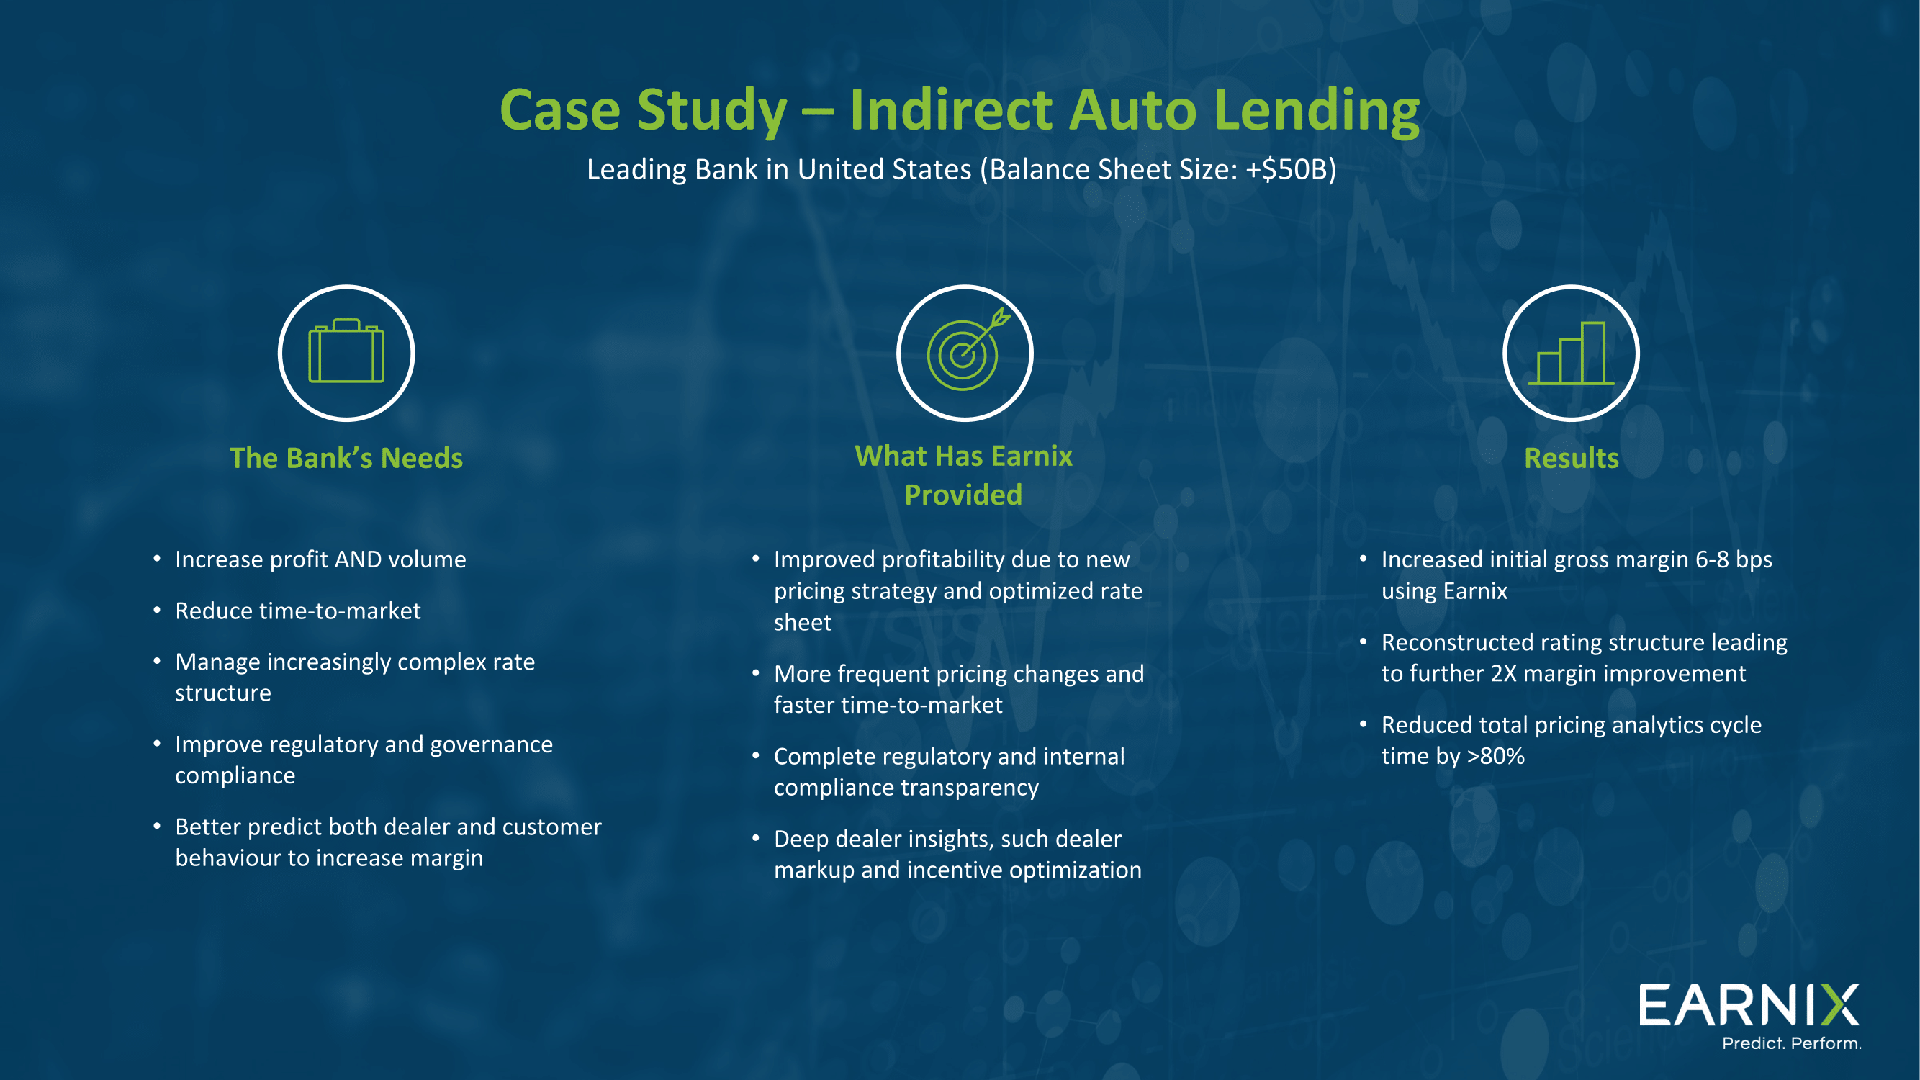 Case Study – Indirect Auto Lending
Leading Bank in United States (Balance Sheet Size: +$50B)
The Bank’s Needs
• Increase profit AND volume
• Reduce time-to-market
• Manage increasingly complex rate
structure
• Improve regulatory and governance
compliance
• Better predict both dealer and customer
behaviour to increase margin
What Has Earnix
Provided
• Improved profitability due to new
pricing strategy and optimized rate
sheet
• More frequent pricing changes and
faster time-to-market
• Complete regulatory and internal
compliance transparency
• Deep dealer insights, such dealer
markup and incentive optimization
Results
• Increased initial gross margin 6-8 bps
using Earnix
• Reconstructed rating structure leading
to further 2X margin improvement
• Reduced total pricing analytics cycle
time by >80%
EARNIX
Predict. Perform.